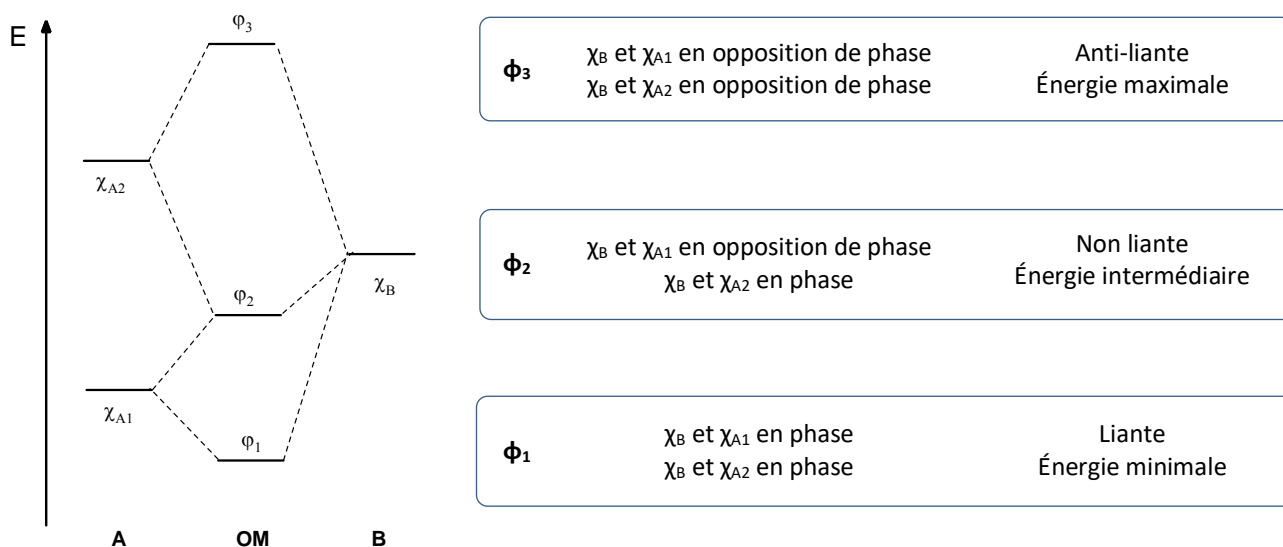 E
φ3
χA2
χB
φ2
χA1
φ1
A OM B
Φ3 χB et χA1 en opposition de phase Anti-liante
χB et χA2 en opposition de phase Énergie maximale
Φ2 χB et χA1 en opposition de phase Non liante
χB et χA2 en phase Énergie intermédiaire
Φ1 χB et χA1 en phase Liante
χB et χA2 en phase Énergie minimale